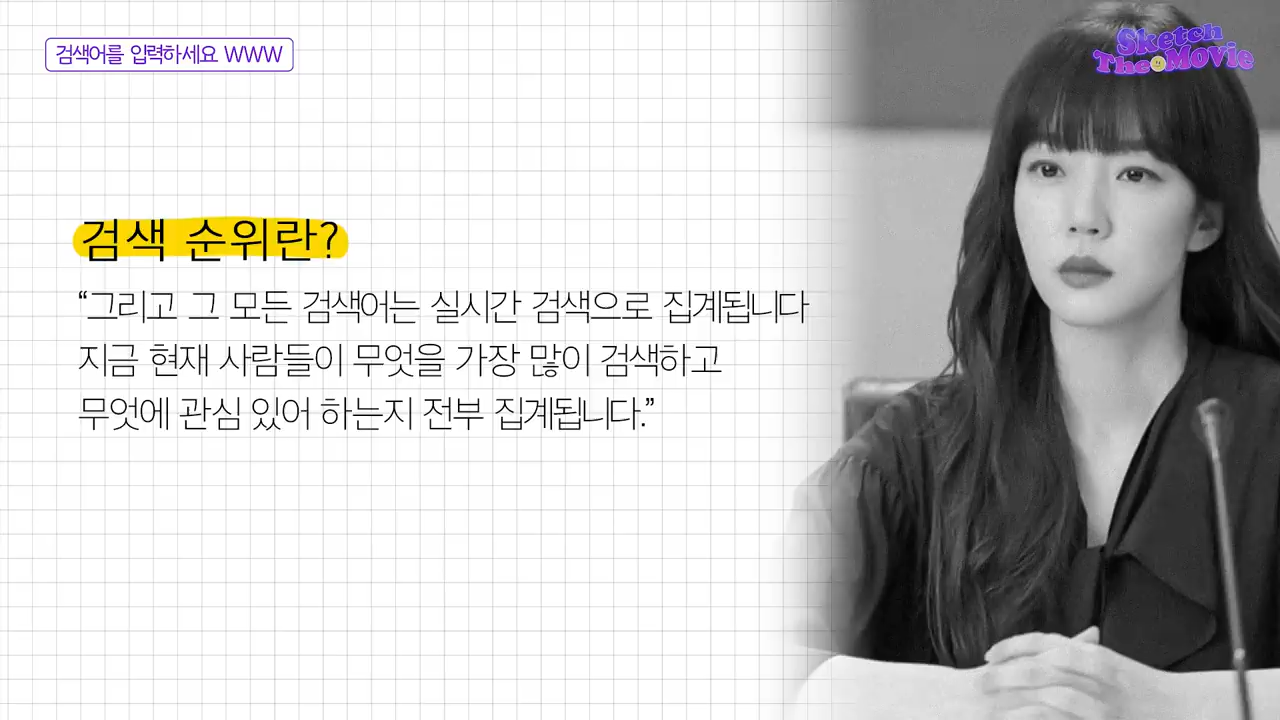 검색어를 입력하세요 WWW
Sketch
The Movie
검색 순위란?
“그리고 그 모든 검색어는 실시간 검색으로 집계됩니다
지금 현재 사람들이 무엇을 가장 많이 검색하고
무엇에 관심 있어 하는지 전부 집계됩니다.”